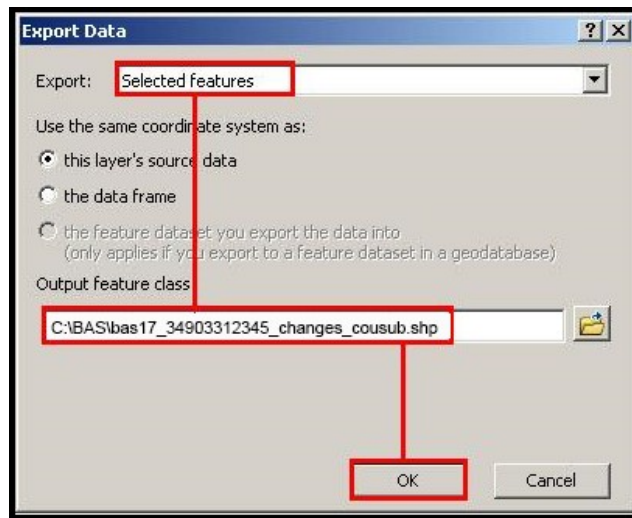 Export Data
Export: Selected features
Use the same coordinate system as:
this layer's source data
the data frame
the feature dataset you export the data into
(only applies if you export to a feature dataset in a geodatabase)
Output feature class
C:\BAS\bas17_34903312345_changes_cousub.shp
OK Cancel